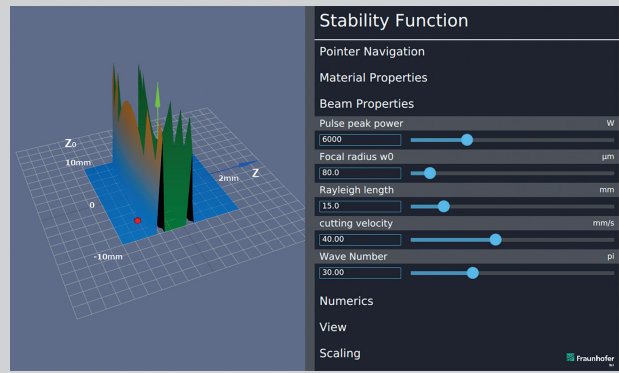 Stability Function
Pointer Navigation
Material Properties
Beam Properties
Pulse peak power W
6000
Focal radius w0 µm
80.0
Rayleigh length mm
15.0
cutting velocity mm/s
40.00
Wave Number pi
30.00
Numerics
View
Scaling
Fraunhofer
Z₀
10mm
0
-10mm
2mm
Z